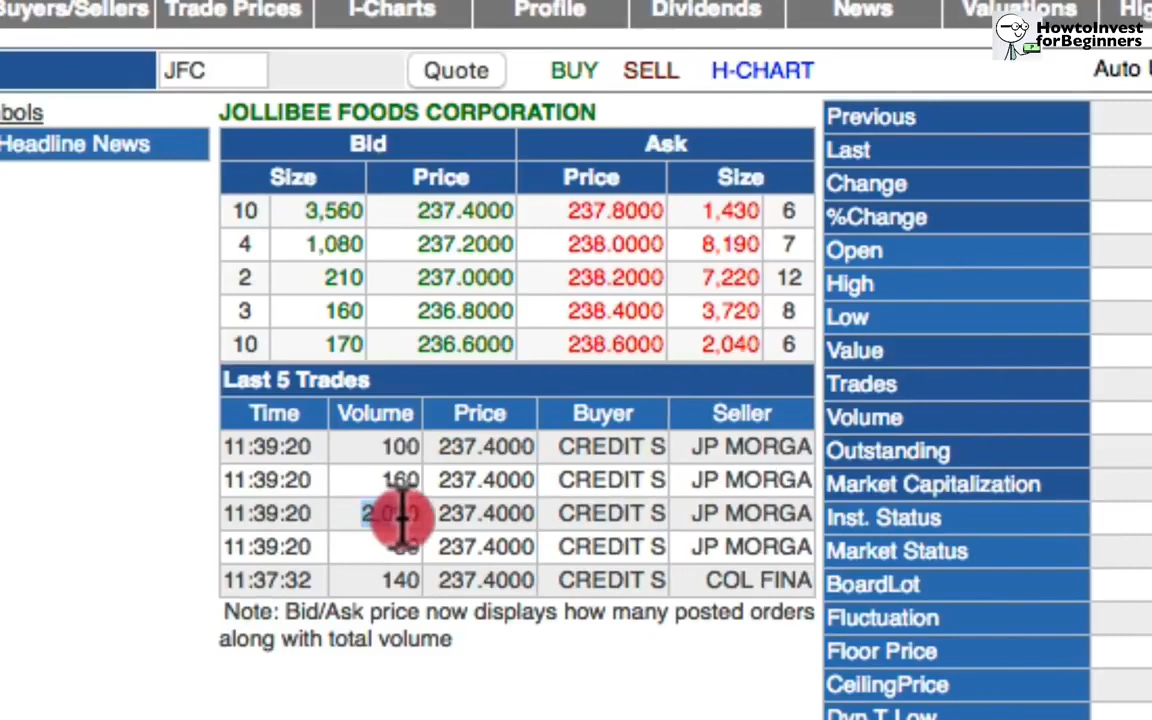 Buyers/Sellers Trade Prices I-Charts Profile Dividends News Valuations
HowtoInvest
forBeginners
JFC Quote BUY SELL H-CHART Auto
JOLLIBEE FOODS CORPORATION
Headline News
Bid Ask
Size Price Price Size
10 3,560 237.4000 237.8000 1,430 6
4 1,080 237.2000 238.0000 8,190 7
2 210 237.0000 238.2000 7,220 12
3 160 236.8000 238.4000 3,720 8
10 170 236.6000 238.6000 2,040 6
Last 5 Trades
Time Volume Price Buyer Seller
11:39:20 100 237.4000 CREDIT S JP MORGA
11:39:20 160 237.4000 CREDIT S JP MORGA
11:39:20 237.4000 CREDIT S JP MORGA
11:39:20 237.4000 CREDIT S JP MORGA
11:37:32 140 237.4000 CREDIT S COL FINA
Note: Bid/Ask price now displays how many posted orders
along with total volume
Previous
Last
Change
%Change
Open
High
Low
Value
Trades
Volume
Outstanding
Market Capitalization
Inst. Status
Market Status
BoardLot
Fluctuation
Floor Price
CeilingPrice